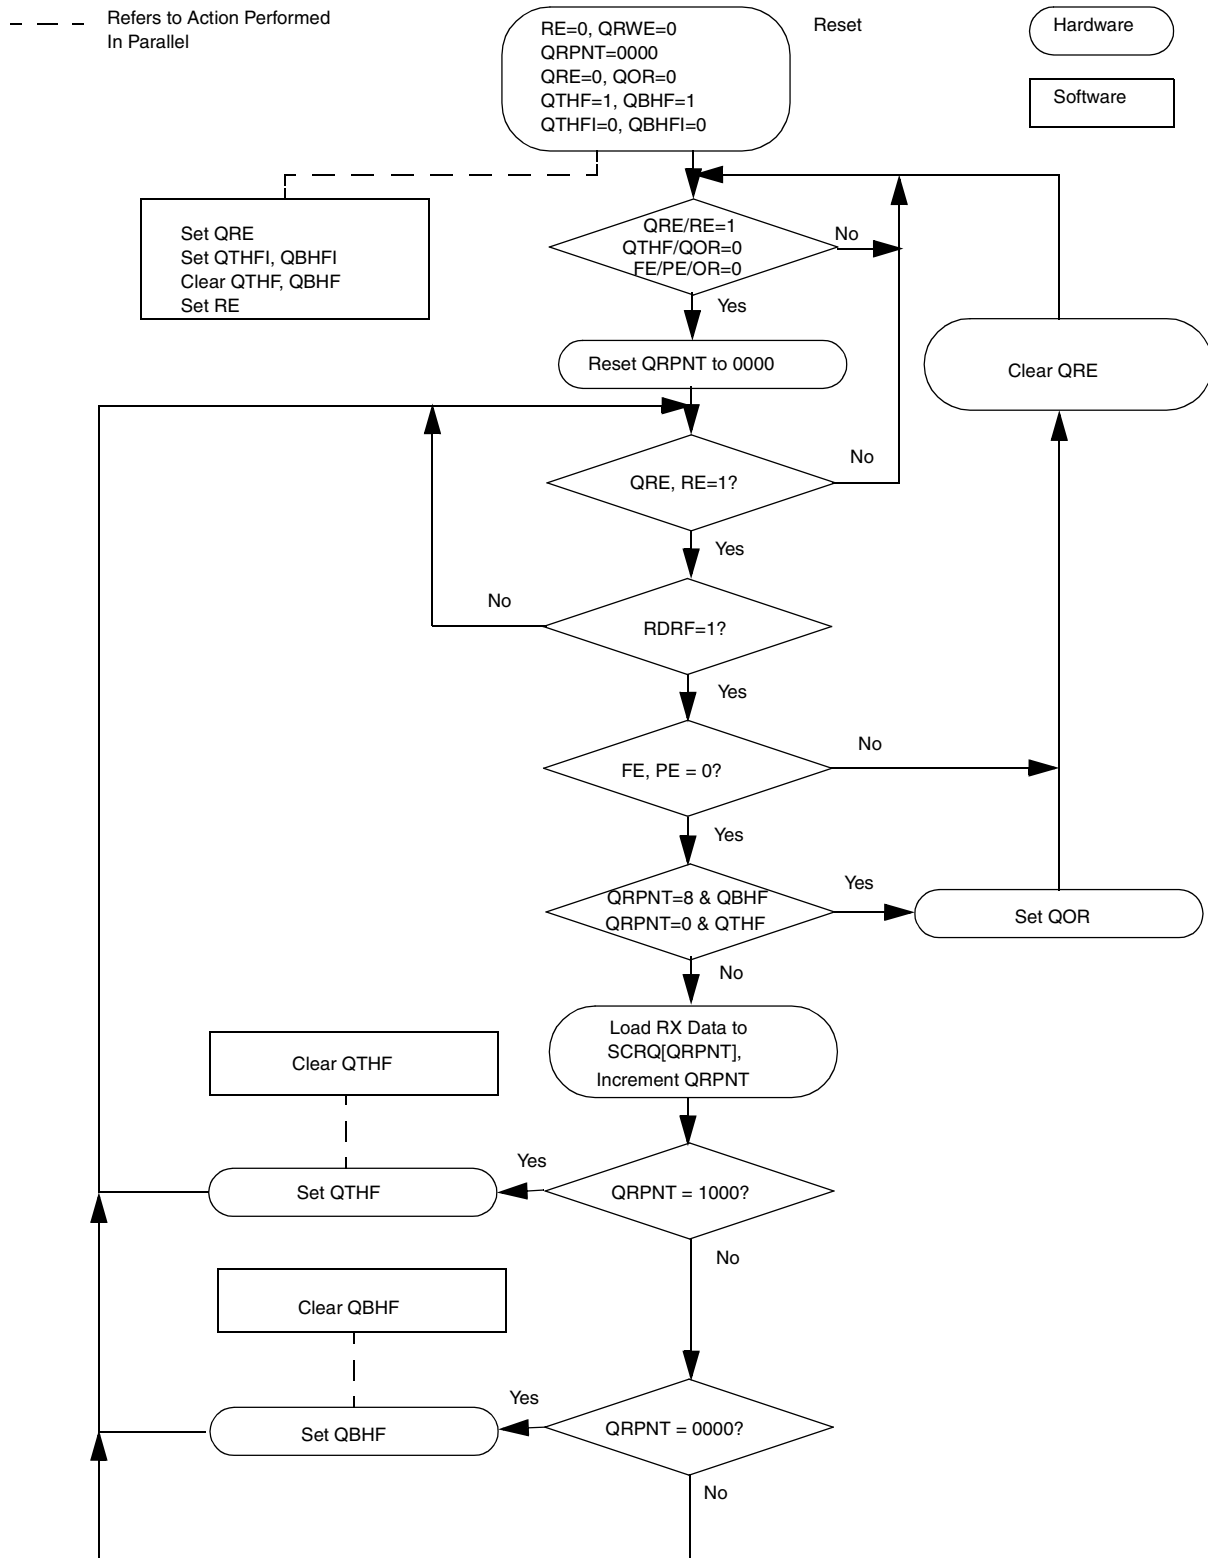 Refers to Action Performed
In Parallel
RE=0, QRWE=0
QRPNT=0000
QRE=0, QOR=0
QTHF=1, QBHF=1
QTHFI=0, QBHFI=0
Reset
Hardware
Software
Set QRE
Set QTHFI, QBHFI
Clear QTHF, QBHF
Set RE
QRE/RE=1
QTHF/QOR=0
FE/PE/OR=0
No
Yes
Reset QRPNT to 0000
Clear QRE
QRE, RE=1?
No
Yes
RDRF=1?
No
Yes
FE, PE = 0?
No
Yes
QRPNT=8 & QBHF
QRPNT=0 & QTHF
Yes
Set QOR
No
Load RX Data to
SCRQ[QRPNT],
Increment QRPNT
Clear QTHF
Set QTHF
Yes
QRPNT = 1000?
No
Clear QBHF
Set QBHF
Yes
QRPNT = 0000?
No